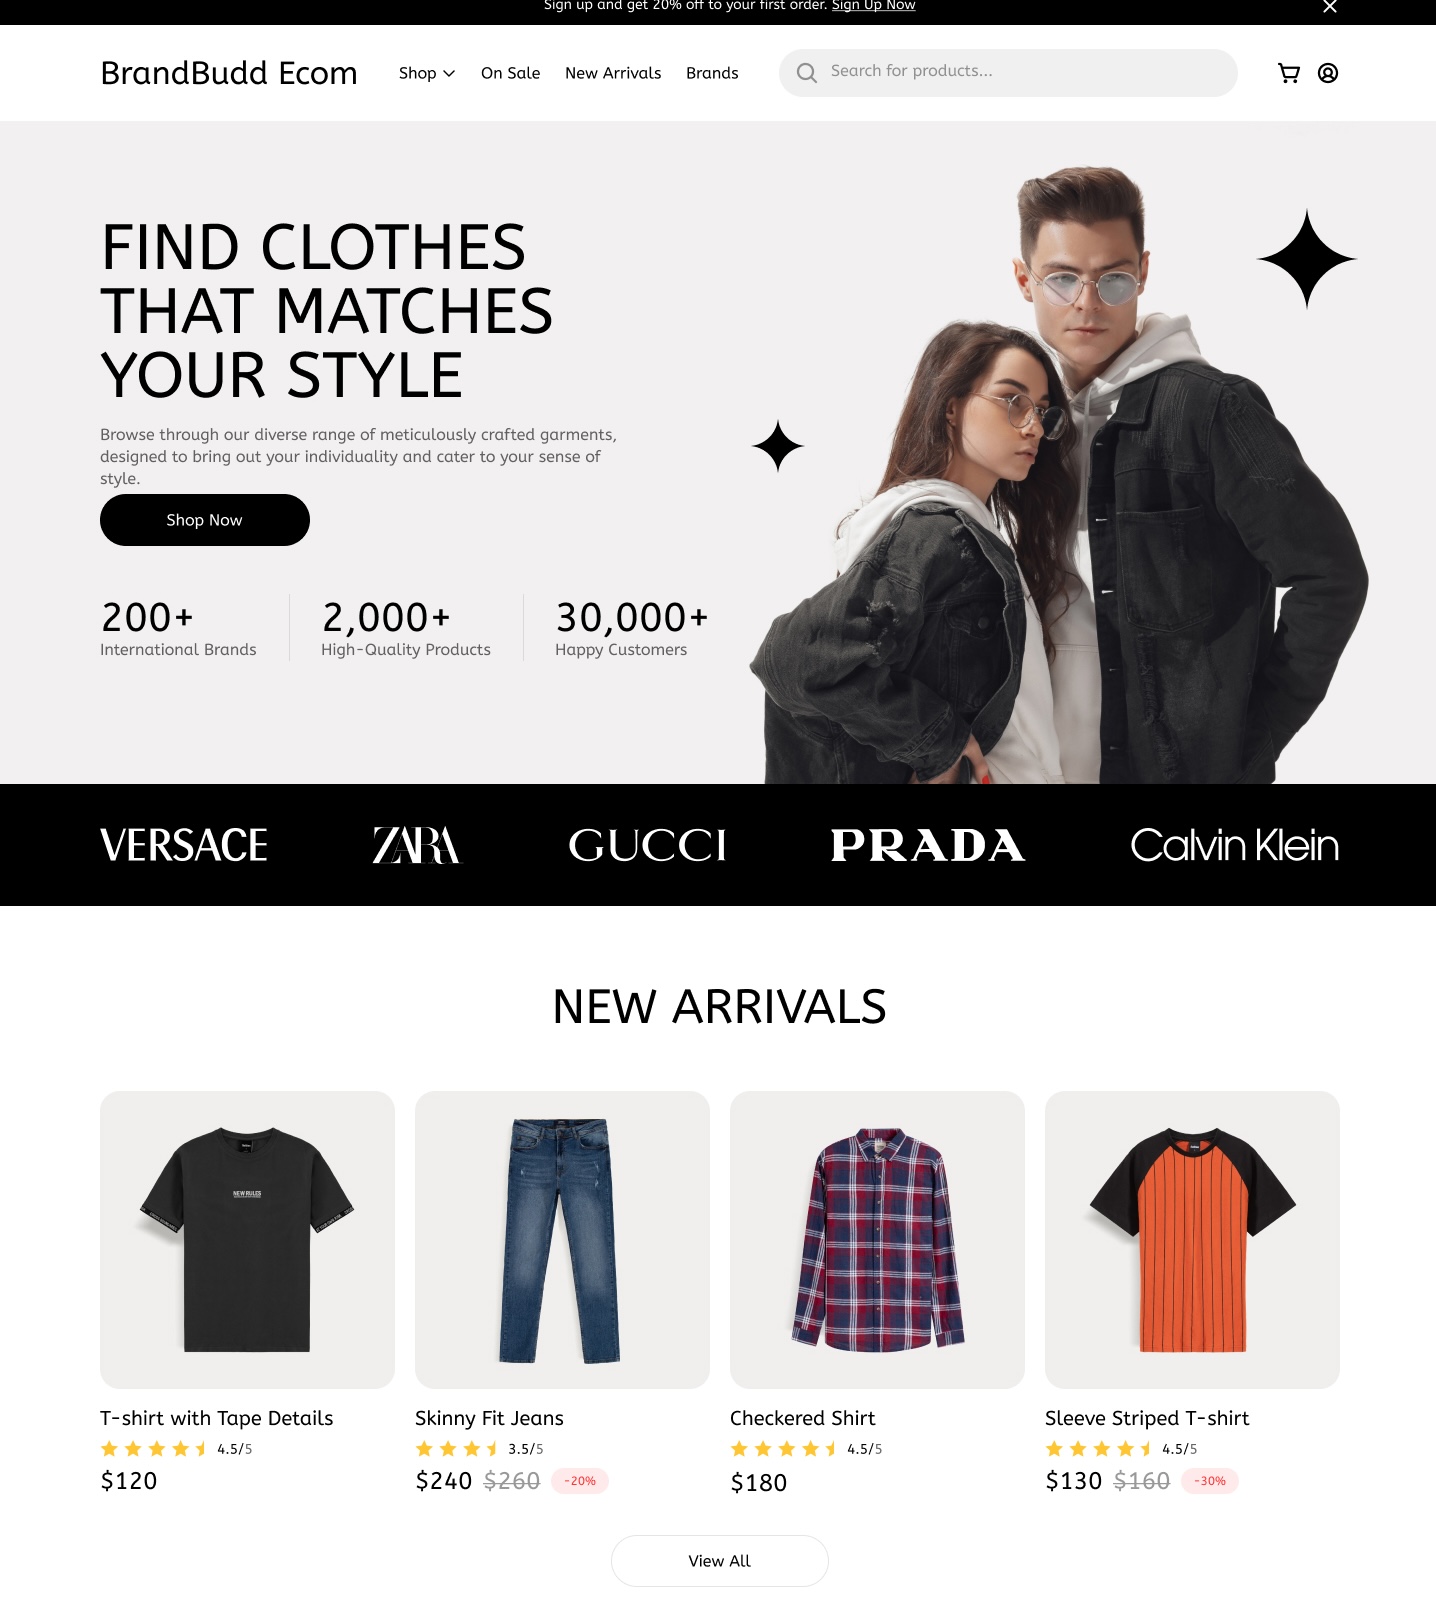 Sign up and get 20% off to your first order. Sign Up Now
BrandBudd Ecom
Shop
On Sale
New Arrivals
Brands
Search for products...
FIND CLOTHES
THAT MATCHES
YOUR STYLE
Browse through our diverse range of meticulously crafted garments,
designed to bring out your individuality and cater to your sense of
style.
Shop Now
200+
International Brands
2,000+
High-Quality Products
30,000+
Happy Customers
VERSACE
ZARA
GUCCI
PRADA
Calvin Klein
NEW ARRIVALS
NEW RULES
T-shirt with Tape Details
4.5/5
$120
Skinny Fit Jeans
3.5/5
$240 $260 -20%
Checkered Shirt
4.5/5
$180
Sleeve Striped T-shirt
4.5/5
$130 $160 -30%
View All